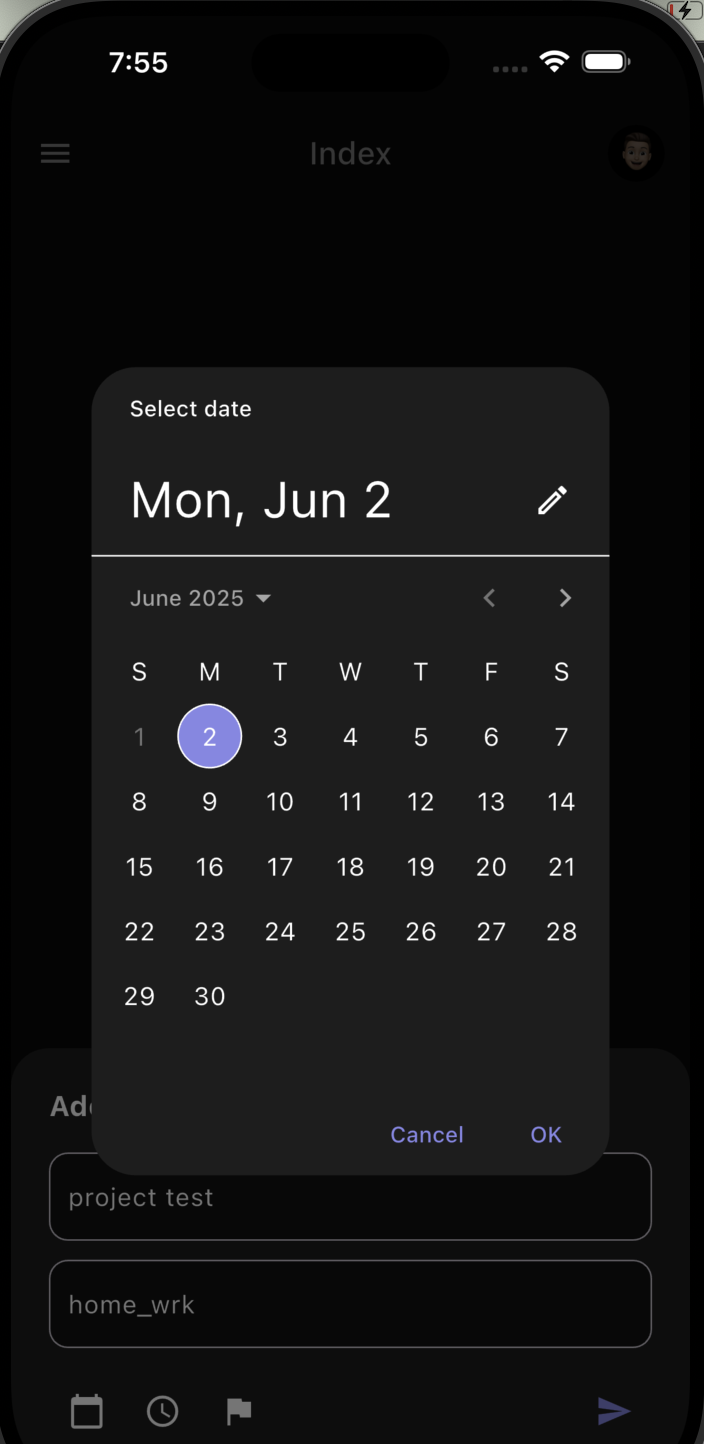 7:55
Index
Select date
Mon, Jun 2
June 2025
S M T W T F S
1 2 3 4 5 6 7
8 9 10 11 12 13 14
15 16 17 18 19 20 21
22 23 24 25 26 27 28
29 30
Cancel OK
project test
home_wrk